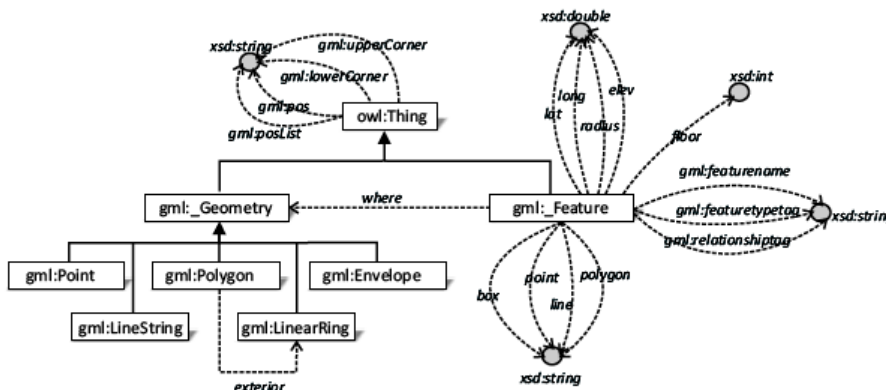 xsd:double
xsd:string
gml:upperCorner
gml:lowerCorner
gml:pos
gml:posList
owl:Thing
lat
long
radius
elev
xsd:int
floor
gml:featurename
gml:featuretypetag
gml:relationshiptag
xsd:strin
gml:_Geometry
where
gml:_Feature
gml:Point
gml:Polygon
gml:Envelope
gml:LineString
gml:LinearRing
exterior
box
point
line
polygon
xsd:string